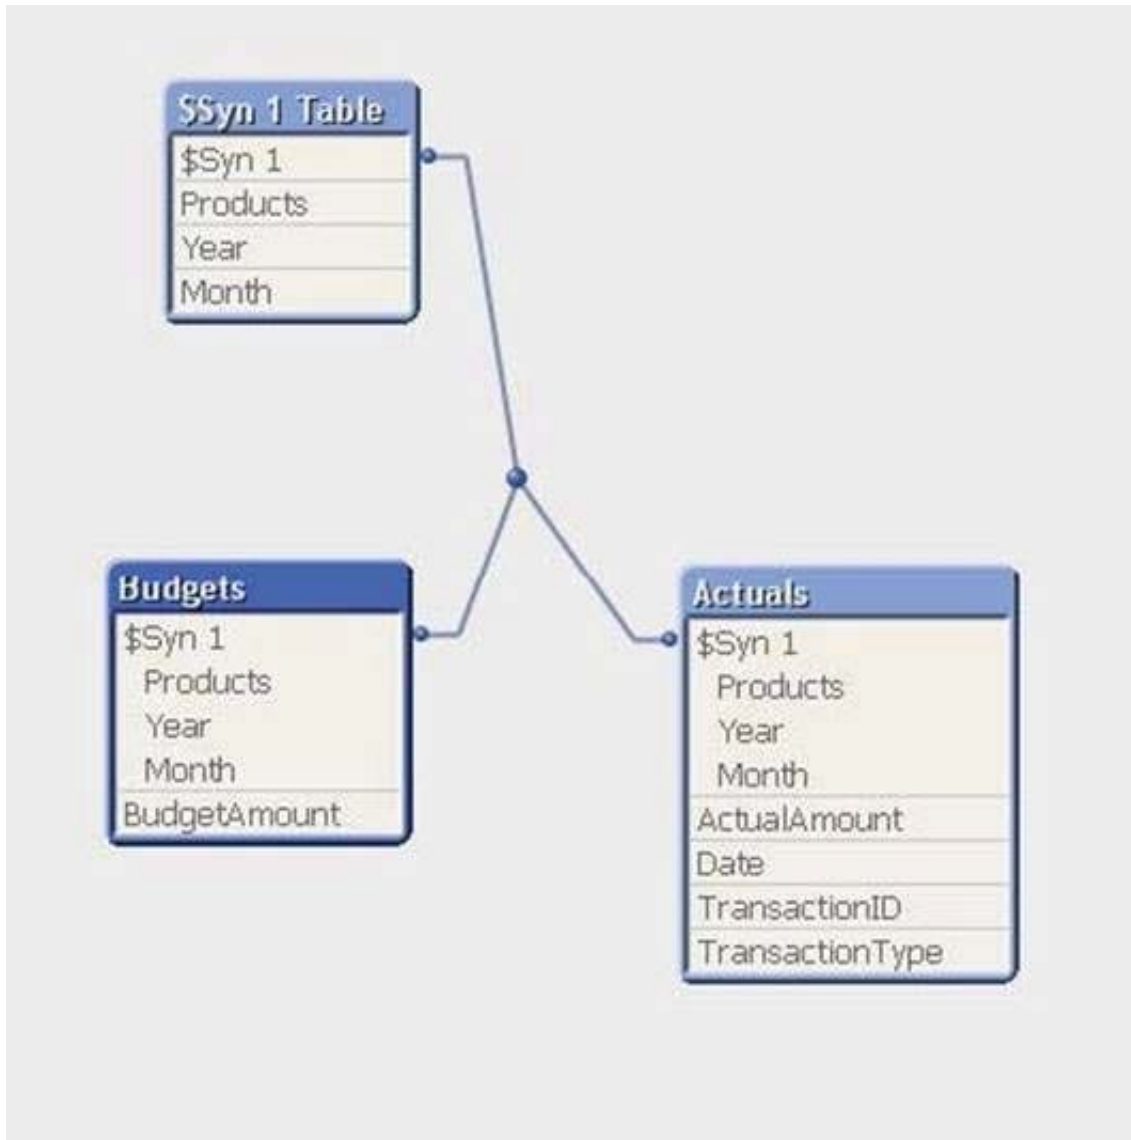 $Syn 1 Table
$Syn 1
Products
Year
Month
Budgets
$Syn 1
Products
Year
Month
BudgetAmount
Actuals
$Syn 1
Products
Year
Month
ActualAmount
Date
TransactionID
TransactionType